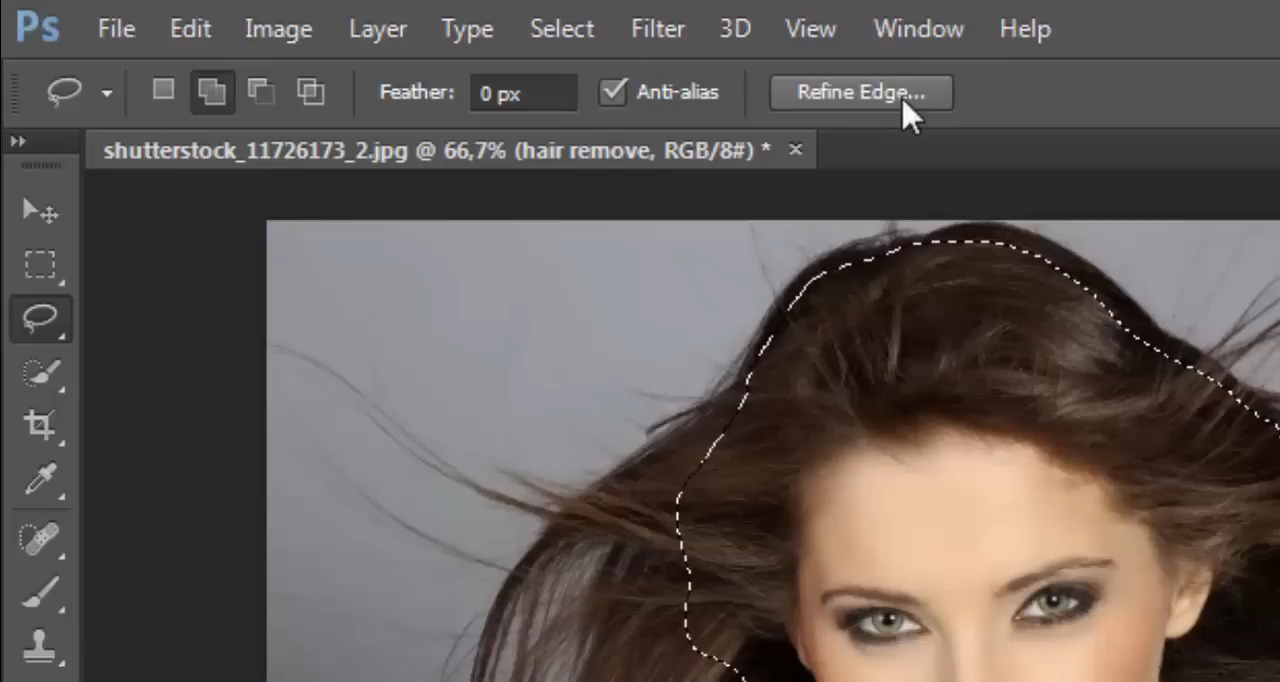 Ps File Edit Image Layer Type Select Filter 3D View Window Help
Feather: 0 px Anti-alias Refine Edge...
shutterstock_11726173_2.jpg @ 66,7% (hair remove, RGB/8#) * ×